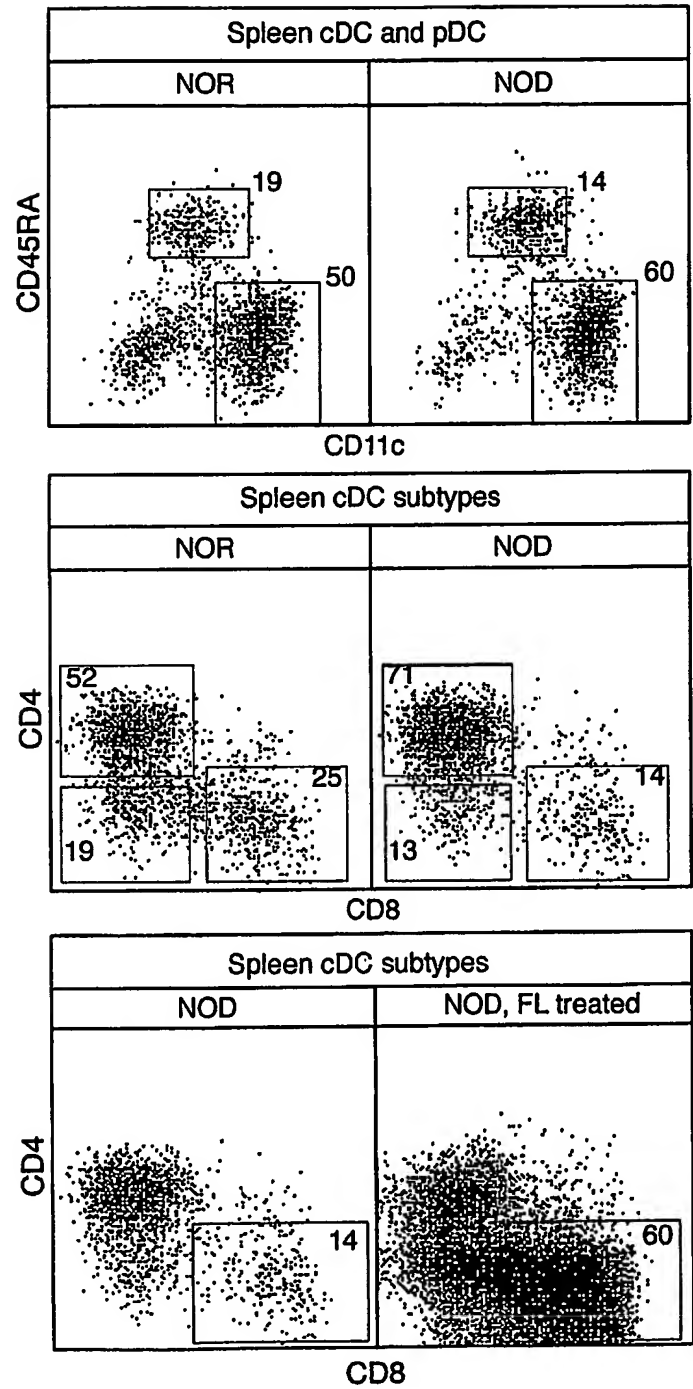 Spleen cDC and pDC
NOR NOD
19 14
50 60
CD45RA
CD11c
Spleen cDC subtypes
NOR NOD
52 71
25 14
19 13
CD4
CD8
Spleen cDC subtypes
NOD NOD, FL treated
14 60
CD4
CD8